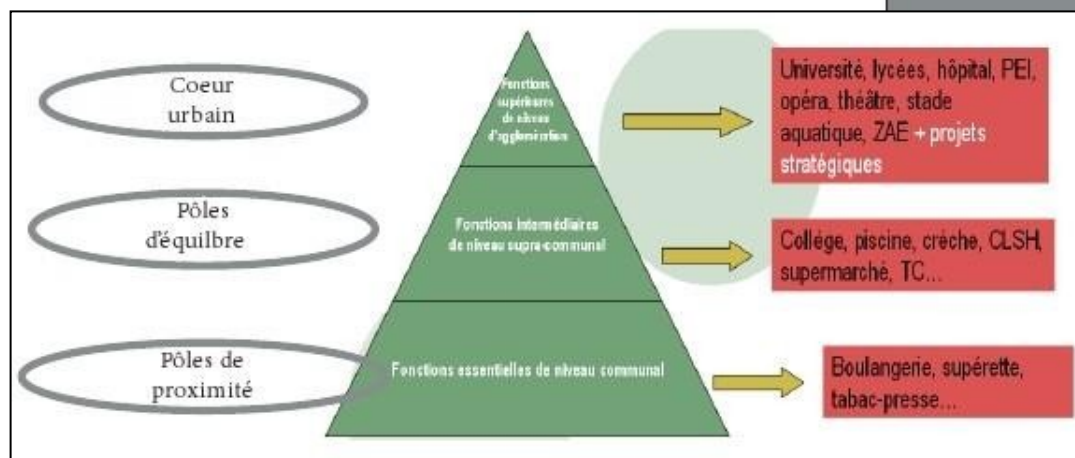 Coeur
urbain
Fonctions
supérieures
de niveau
d'agglomération
Université, lycées, hôpital, PEI,
opéra, théâtre, stade
aquatique, ZAE + projets
stratégiques
Pôles
d'équilbre
Fonctions intermédiaires
de niveau supra-communal
Collège, piscine, crèche, CLSH,
supermarché, TC...
Pôles de
proximité
Fonctions essentielles de niveau communal
Boulangerie, supérette,
tabac-presse...